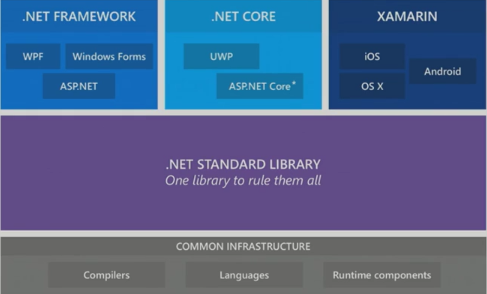 .NET FRAMEWORK
WPF
Windows Forms
ASP.NET
.NET CORE
UWP
ASP.NET Core*
XAMARIN
iOS
Android
OS X
.NET STANDARD LIBRARY
One library to rule them all
COMMON INFRASTRUCTURE
Compilers
Languages
Runtime components